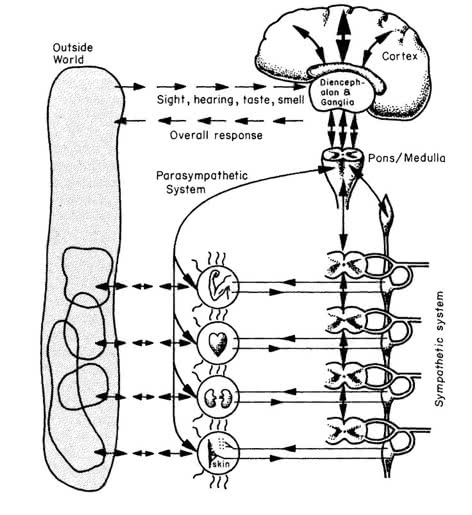 Outside
World
Cortex
Dienceph-
alon &
Ganglia
Sight, hearing, taste, smell
Overall response
Pons/Medulla
Parasympathetic
System
Sympathetic system
skin